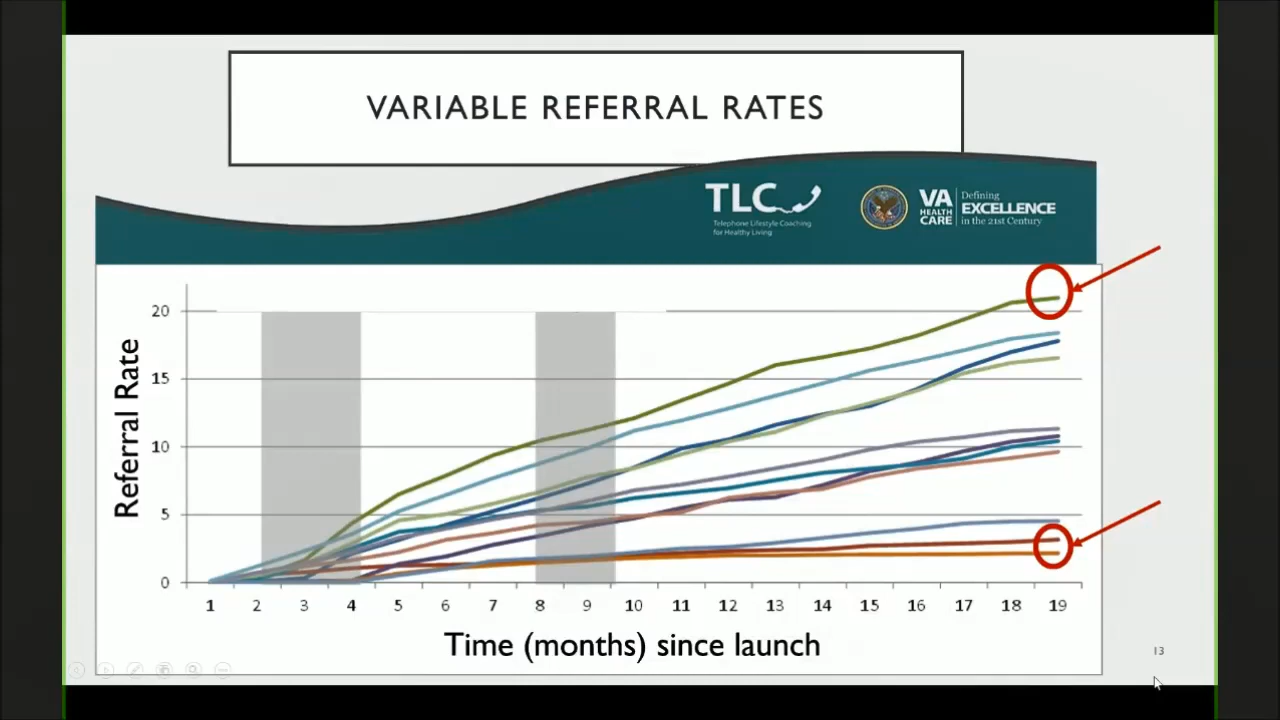 VARIABLE REFERRAL RATES
TLC
Telephone Lifestyle Coaching
for Healthy Living
VA
HEALTH
CARE
Defining
EXCELLENCE
in the 21st Century
Referral Rate
20
15
10
5
0
1 2 3 4 5 6 7 8 9 10 11 12 13 14 15 16 17 18 19
Time (months) since launch
13